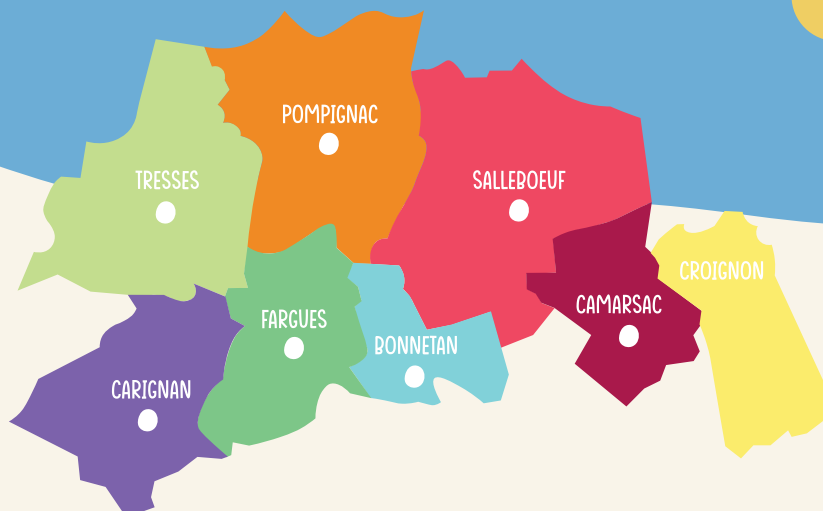 POMPIGNAC
TRESSES
SALLEBOEUF
CROIGNON
CAMARSAC
FARGUES
BONNETAN
CARIGNAN